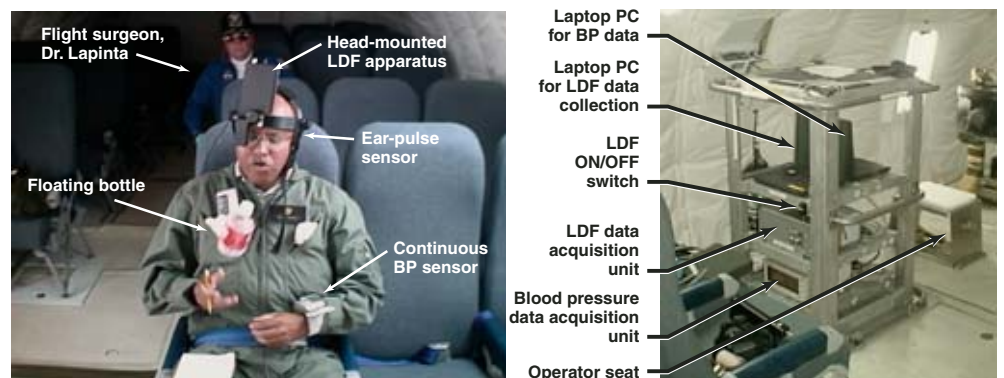 Flight surgeon,
Dr. Lapinta
Head-mounted
LDF apparatus
Ear-pulse
sensor
Floating bottle
Continuous
BP sensor
Laptop PC
for BP data
Laptop PC
for LDF data
collection
LDF
ON/OFF
switch
LDF data
acquisition
unit
Blood pressure
data acquisition
unit
Operator seat